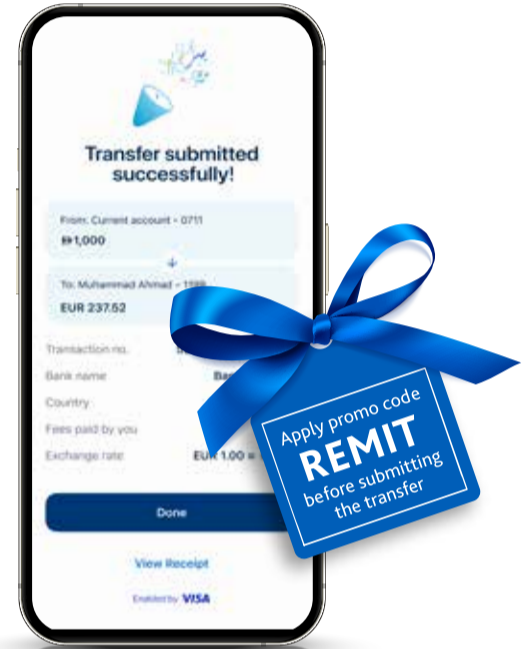 Transfer submitted
successfully!
From: Current account - 0711
1,000
To: Muhammad Ahmad -
EUR 237.52
Transaction no.
Bank name
Country
Fees paid by you
Exchange rate EUR 1.00 =
Done
View Receipt
Enabled by VISA
Apply promo code
REMIT
before submitting
the transfer